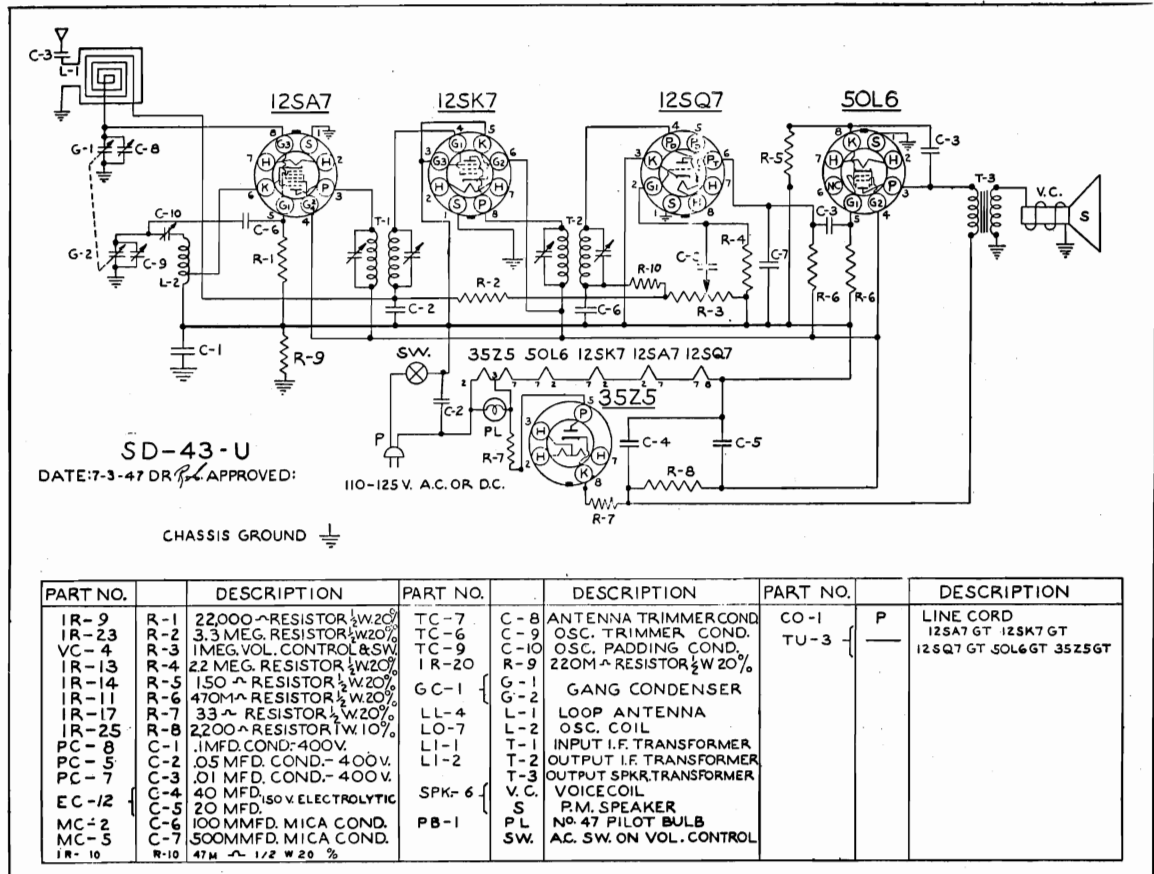 12SA7 12SK7 12SQ7 50L6
C-3
L-1
G-1 C-8
C-10
G-2 C-9
L-2
C-6
R-1
T-1
R-2
C-2
T-2
R-10
C-6
R-3
R-4
C-7
R-5
C-3
C-3
R-6 R-6
T-3
V.C.
S
C-1
R-9
SW.
C-2
P
110-125 V. A.C. OR D.C.
35Z5 50L6 12SK7 12SA7 12SQ7
35Z5
PL
R-7
C-4 C-5
R-8
R-7
SD-43-U
DATE:7-3-47 DR APPROVED:
CHASSIS GROUND
PART NO. DESCRIPTION PART NO. DESCRIPTION PART NO. DESCRIPTION
IR-9 R-1 22,000 ~ RESISTOR ½W.20%
IR-23 R-2 3.3 MEG. RESISTOR ½W20%
VC-4 R-3 1 MEG. VOL. CONTROL & SW.
IR-13 R-4 2.2 MEG. RESISTOR ½W.20%
IR-14 R-5 150 ~ RESISTOR ½W.20%
IR-11 R-6 470M~ RESISTOR ½W.20%
IR-17 R-7 33 ~ RESISTOR ½W.20%
IR-25 R-8 2,200 ~ RESISTOR 1W.10%
PC-8 C-1 .1MFD. COND.-400V.
PC-5 C-2 .05 MFD. COND.-400V.
PC-7 C-3 .01 MFD. COND.-400V.
EC-12 C-4 40 MFD. 150 V. ELECTROLYTIC
C-5 20 MFD.
MC-2 C-6 100 MMFD. MICA COND.
MC-5 C-7 500MMFD. MICA COND.
IR-10 R-10 47M ~ 1/2 W 20 %
TC-7 C-8 ANTENNA TRIMMER COND
TC-6 C-9 OSC. TRIMMER COND.
TC-9 C-10 OSC. PADDING COND.
IR-20 R-9 220M ~ RESISTOR ½W 20%
GC-1 G-1 GANG CONDENSER
G-2
LL-4 L-1 LOOP ANTENNA
LO-7 L-2 OSC. COIL
LI-1 T-1 INPUT I.F. TRANSFORMER
LI-2 T-2 OUTPUT I.F. TRANSFORMER
T-3 OUTPUT SPKR. TRANSFORMER
SPK-6 V.C. VOICE COIL
S P.M. SPEAKER
PB-1 PL Nº. 47 PILOT BULB
SW. A.C. SW. ON VOL. CONTROL
CO-1 P LINE CORD
TU-3 12SA7 GT 12SK7 GT
12SQ7 GT 50L6GT 35Z5GT